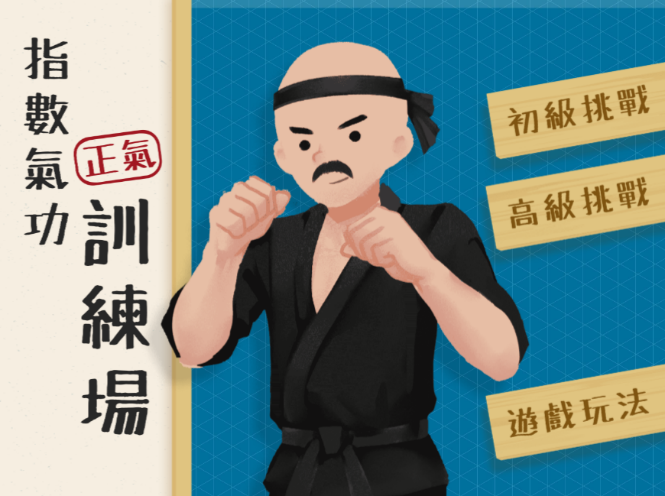 指數氣功
正氣
訓練場
初級挑戰
高級挑戰
遊戲玩法